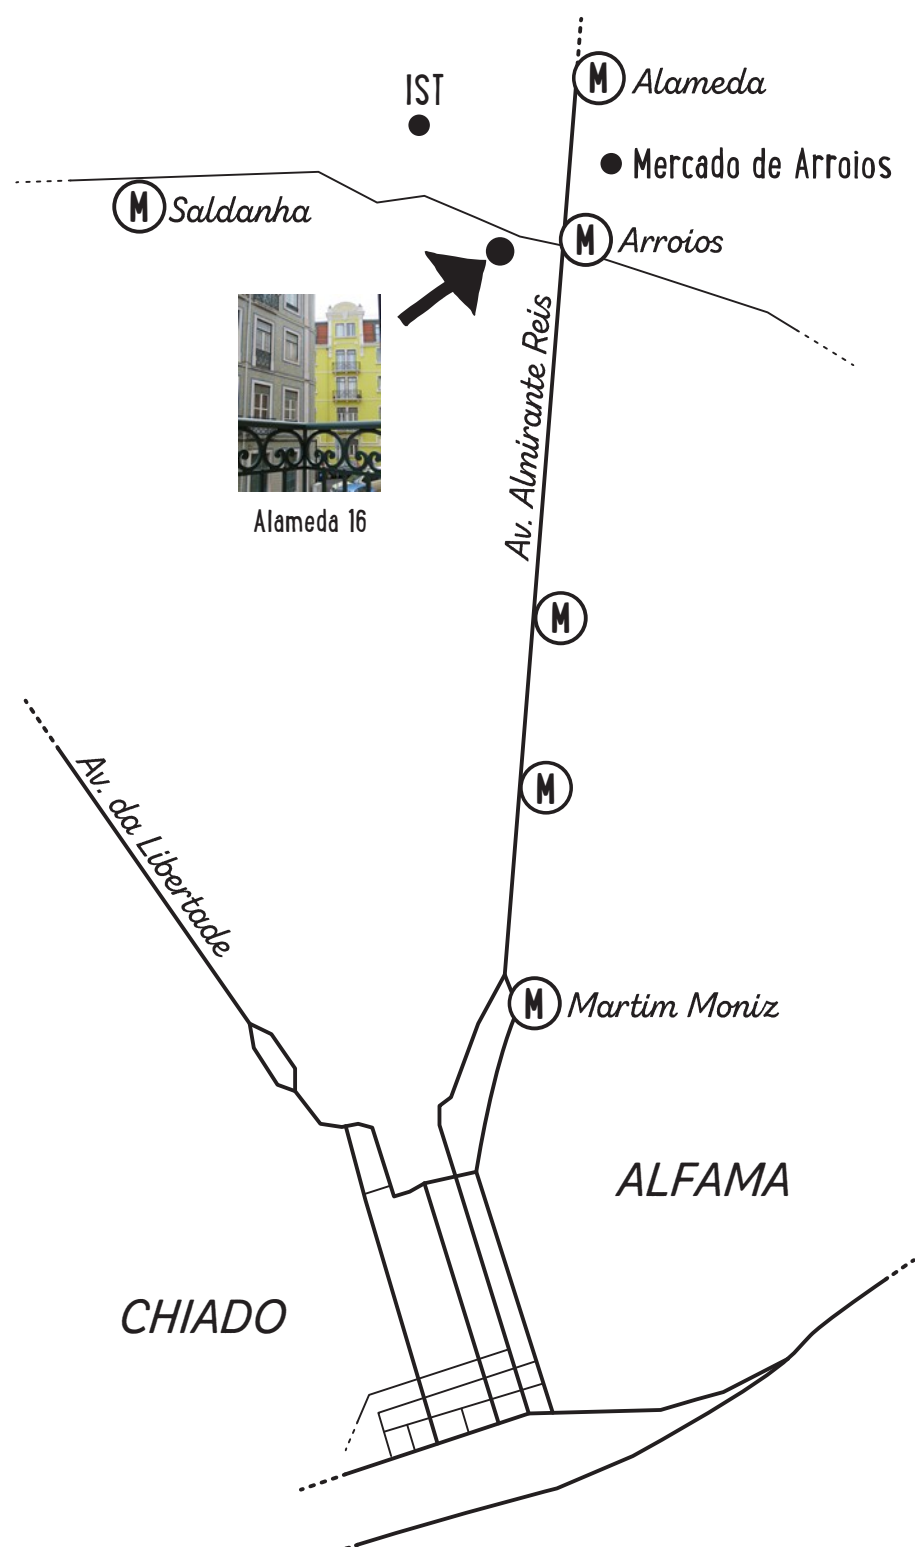 M Alameda
IST
Mercado de Arroios
M Saldanha
M Arroios
Av. Almirante Reis
Alameda 16
M
M
Av. da Libertade
M Martim Moniz
ALFAMA
CHIADO